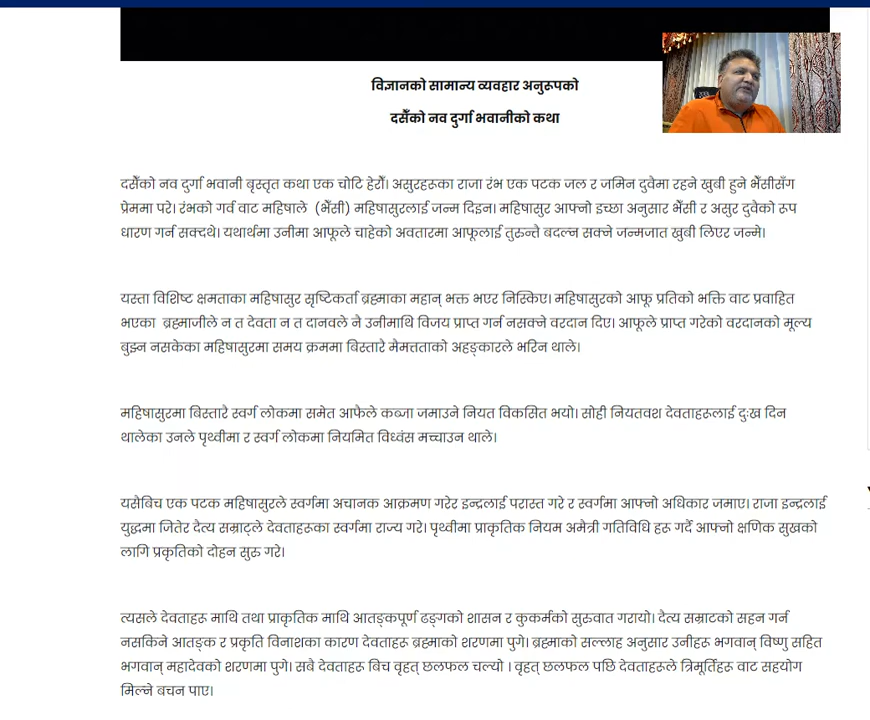 विज्ञानको सामान्य व्यवहार अनुरूपको
दसैँको नव दुर्गा भवानीको कथा
दसैँको नव दुर्गा भवानी बृस्तृत कथा एक चोटि हेरौँ। असुरहरूका राजा रंभ एक पटक जल र जमिन दुवैमा रहने खुबी हुने भैँसीसँग
प्रेममा परे। रंभको गर्व वाट महिषाले (भैँसी) महिषासुरलाई जन्म दिइन। महिषासुर आफ्नो इच्छा अनुसार भैँसी र असुर दुवेको रूप
धारण गर्न सक्दथे। यथार्थमा उनीमा आफूले चाहेको अवतारमा आफूलाई तुरुन्तै बदल्न सक्ने जन्मजात खुबी लिएर जन्मे।
यस्ता विशिष्ट क्षमताका महिषासुर सृष्टिकर्ता ब्रह्माका महान् भक्त भएर निस्किए। महिषासुरको आफू प्रतिको भक्ति वाट प्रवाहित
भएका ब्रह्माजीले न त देवता न त दानवले नै उनीमाथि विजय प्राप्त गर्न नसक्ने वरदान दिए। आफूले प्राप्त गरेको वरदानको मूल्य
बुझ्न नसकेका महिषासुरमा समय क्रममा बिस्तारै मैमत्तताको अहङ्कारले भरिन थाले।
महिषासुरमा बिस्तारै स्वर्ग लोकमा समेत आफैले कब्जा जमाउने नियत विकसित भयो। सोही नियतवश देवताहरूलाई दुःख दिन
थालेका उनले पृथ्वीमा र स्वर्ग लोकमा नियमित विध्वंस मच्चाउन थाले।
यसैबिच एक पटक महिषासुरले स्वर्गमा अचानक आक्रमण गरेर इन्द्रलाई परास्त गरे र स्वर्गमा आफ्नो अधिकार जमाए। राजा इन्द्रलाई
युद्धमा जितेर दैत्य सम्राट्ले देवताहरूका स्वर्गमा राज्य गरे। पृथ्वीमा प्राकृतिक नियम अमैत्री गतिविधि हरू गर्दै आफ्नो क्षणिक सुखको
लागि प्रकृतिको दोहन सुरु गरे।
त्यसले देवताहरू माथि तथा प्राकृतिक माथि आतङ्कपूर्ण ढङ्गको शासन र कुकर्मको सुरुवात गरायो। दैत्य सम्राटको सहन गर्न
नसकिने आतङ्क र प्रकृति विनाशका कारण देवताहरू ब्रह्माको शरणमा पुगे। ब्रह्माको सल्लाह अनुसार उनीहरू भगवान् विष्णु सहित
भगवान् महादेवको शरणमा पुगे। सबै देवताहरू बिच वृहत् छलफल चल्यो । वृहत् छलफल पछि देवताहरूले त्रिमूर्तिहरू वाट सहयोग
मिल्ने बचन पाए।